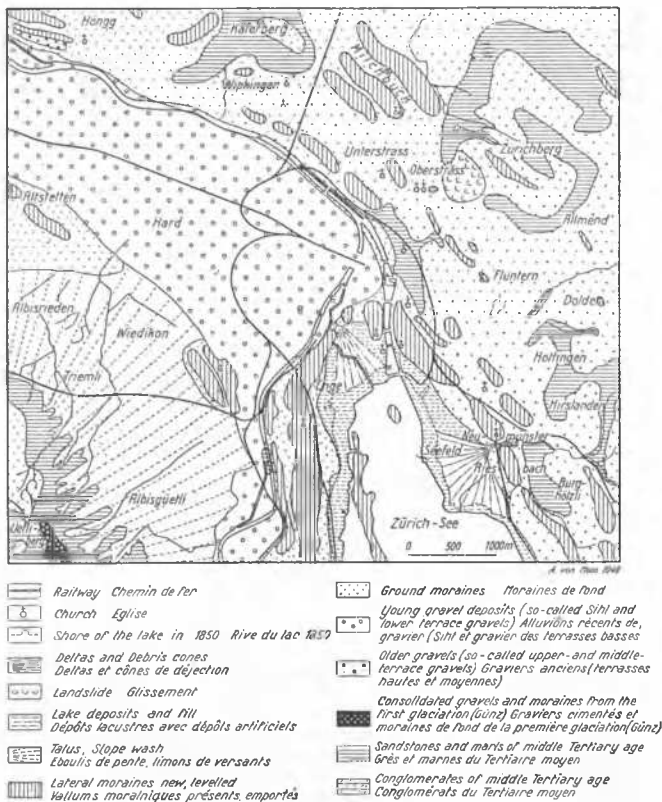 Höngg
Käferberg
Wipkingen
Milchbuck
Unterstrass
Oberstrass
Zürichberg
Altstetten
Hard
Allmend
Fluntern
Albisrieden
Wiedikon
Dolder
Triemli
Hottingen
Enge
Hirslanden
Neumünster
Seefeld
Riesbach
Albisgüetli
Burghölzli
Uetliberg
Zürich-See
0 500 1000m
Railway Chemin de fer
Church Eglise
Shore of the lake in 1850 Rive du lac 1850
Deltas and Debris cones
Deltas et cônes de déjection
Landslide Glissement
Lake deposits and fill
Dépôts lacustres avec dépôts artificiels
Talus, Slope wash
Eboulis de pente, limons de versants
Lateral moraines new, levelled
Vallums morainiques présents, emportés
Ground moraines Moraines de fond
Young gravel deposits (so-called Sihl and
lower terrace gravels) Alluvions récents de,
gravier (Sihl et gravier des terrasses basses
Older gravels (so-called upper- and middle-
terrace gravels) Graviers anciens (terrasses
hautes et moyennes)
Consolidated gravels and moraines from the
first glaciation (Günz) Graviers cimentés et
moraines de fond de la première glaciation (Günz)
Sandstones and marls of middle Tertiary age
Grès et marnes du Tertiaire moyen
Conglomerates of middle Tertiary age
Conglomérats du Tertiaire moyen